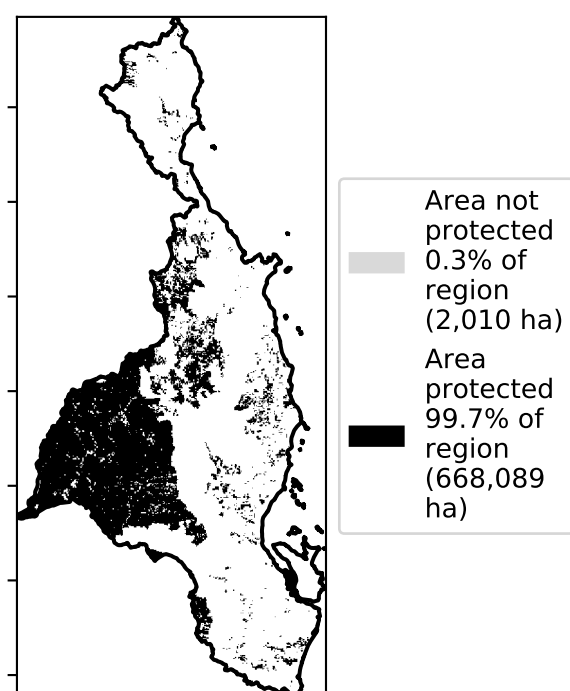 Area not
protected
0.3% of
region
(2,010 ha)
Area
protected
99.7% of
region
(668,089
ha)